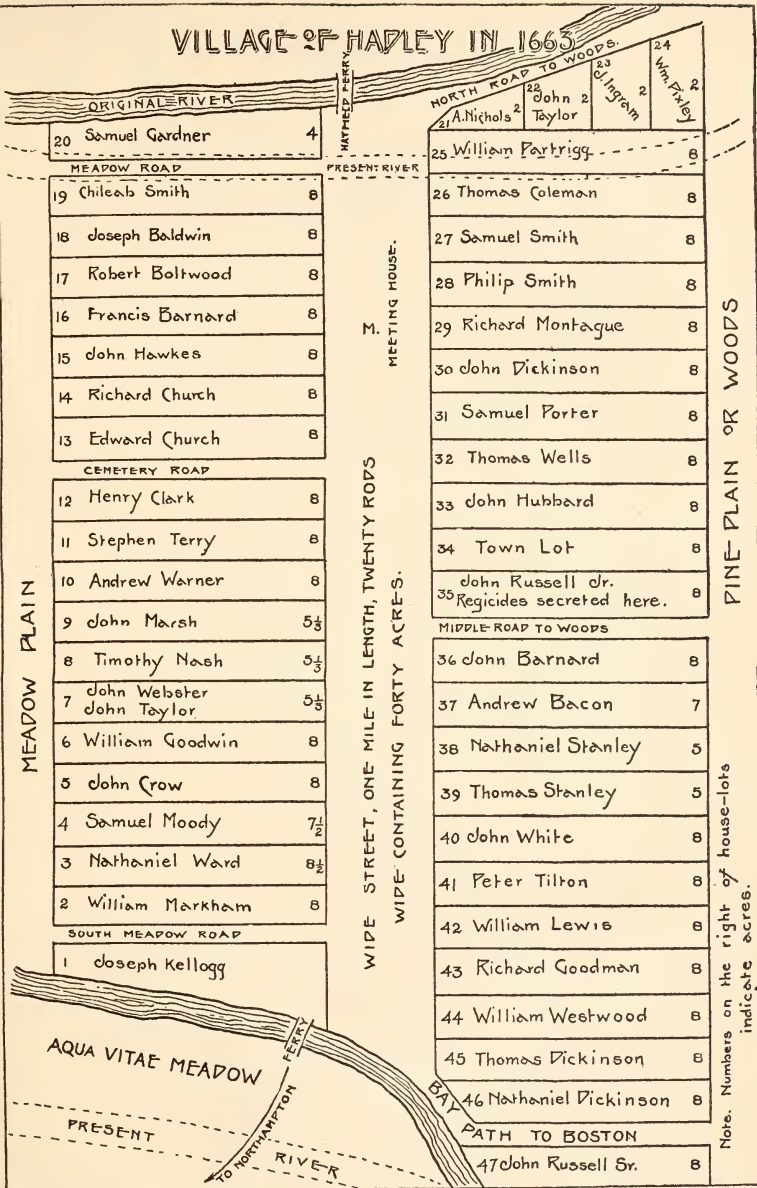 VILLAGE OF HADLEY IN 1663
ORIGINAL RIVER
HATFIELD FERRY
NORTH ROAD TO WOODS.
20 Samuel Gardner 4
21 A. Nichols 2
22 John Taylor 2
23 J. Ingram 2
24 Wm. Pixley 2
MEADOW ROAD
PRESENT RIVER
25 William Partrigg 8
19 Chileab Smith 8
18 Joseph Baldwin 8
17 Robert Boltwood 8
16 Francis Barnard 8
15 John Hawkes 8
14 Richard Church 8
13 Edward Church 8
CEMETERY ROAD
12 Henry Clark 8
11 Stephen Terry 8
10 Andrew Warner 8
9 John Marsh 5⅓
8 Timothy Nash 5⅓
7 John Webster
John Taylor 5⅓
6 William Goodwin 8
5 John Crow 8
4 Samuel Moody 7½
3 Nathaniel Ward 8½
2 William Markham 8
SOUTH MEADOW ROAD
1 Joseph Kellogg
MEADOW PLAIN
M.
MEETING HOUSE.
WIDE STREET, ONE MILE IN LENGTH, TWENTY RODS
WIDE CONTAINING FORTY ACRES.
26 Thomas Coleman 8
27 Samuel Smith 8
28 Philip Smith 8
29 Richard Montague 8
30 John Dickinson 8
31 Samuel Porter 8
32 Thomas Wells 8
33 John Hubbard 8
34 Town Lot 8
35 John Russell Jr.
Regicides secreted here. 8
MIDDLE ROAD TO WOODS
36 John Barnard 8
37 Andrew Bacon 7
38 Nathaniel Stanley 5
39 Thomas Stanley 5
40 John White 8
41 Peter Tilton 8
42 William Lewis 8
43 Richard Goodman 8
44 William Westwood 8
45 Thomas Dickinson 8
46 Nathaniel Dickinson 8
BAY PATH TO BOSTON
47 John Russell Sr. 8
PINE PLAIN OR WOODS
Note. Numbers on the right of house-lots
indicate acres.
AQUA VITAE MEADOW
FERRY
TO NORTHAMPTON
PRESENT RIVER